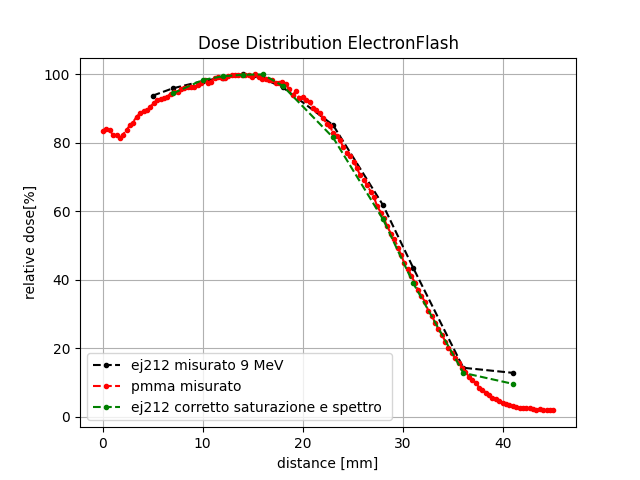 Dose Distribution ElectronFlash
relative dose[%]
100
80
60
40
20
0
ej212 misurato 9 MeV
pmma misurato
ej212 corretto saturazione e spettro
0 10 20 30 40
distance [mm]